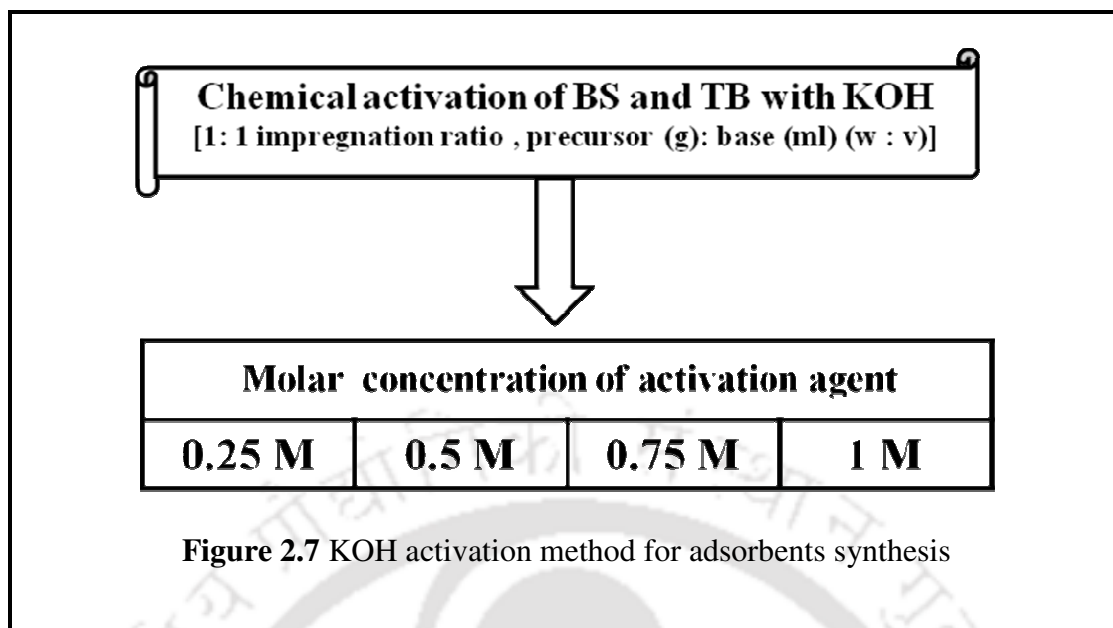 Chemical activation of BS and TB with KOH
[1: 1 impregnation ratio , precursor (g): base (ml) (w : v)]
Molar concentration of activation agent
0.25 M 0.5 M 0.75 M 1 M
Figure 2.7 KOH activation method for adsorbents synthesis